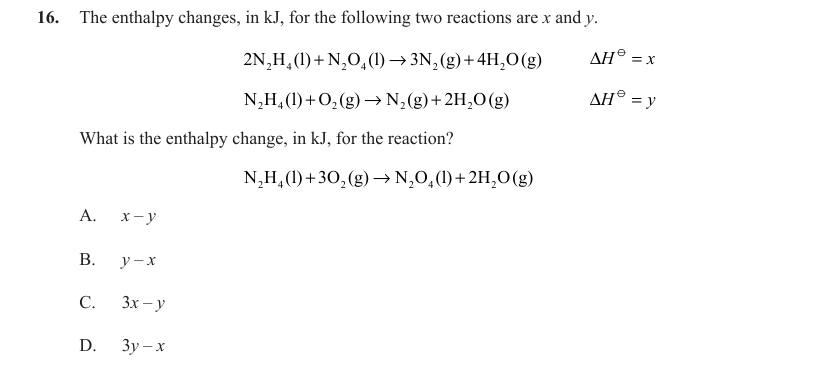 16. The enthalpy changes, in kJ, for the following two reactions are x and y.
2N₂H₄(l) + N₂O₄(l) → 3N₂(g) + 4H₂O(g) ΔH⊖ = x
N₂H₄(l) + O₂(g) → N₂(g) + 2H₂O(g) ΔH⊖ = y
What is the enthalpy change, in kJ, for the reaction?
N₂H₄(l) + 3O₂(g) → N₂O₄(l) + 2H₂O(g)
A. x – y
B. y – x
C. 3x – y
D. 3y – x